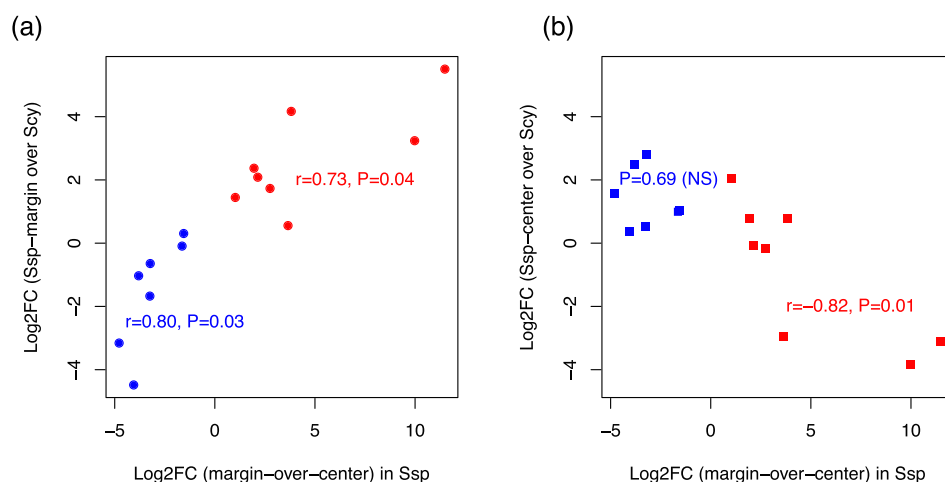 (a)
(b)
Log2FC (Ssp−margin over Scy)
4
2
0
−2
−4
r=0.73, P=0.04
r=0.80, P=0.03
−5
0
5
10
Log2FC (margin−over−center) in Ssp
Log2FC (Ssp−center over Scy)
4
2
0
−2
−4
P=0.69 (NS)
r=−0.82, P=0.01
−5
0
5
10
Log2FC (margin−over−center) in Ssp